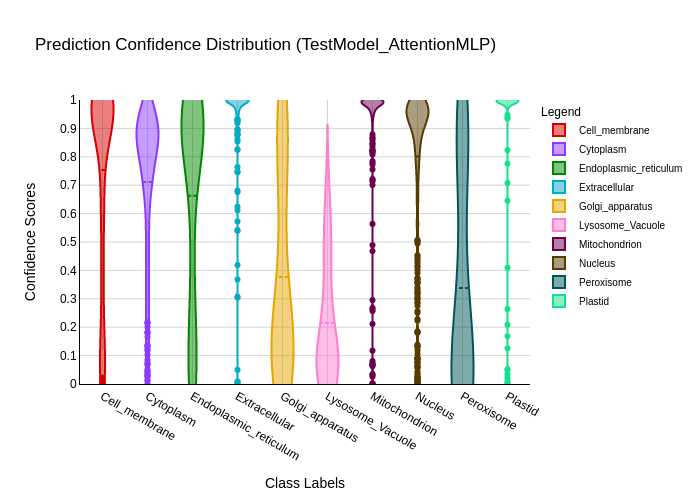 Prediction Confidence Distribution (TestModel_AttentionMLP)
Legend
Cell_membrane
Cytoplasm
Endoplasmic_reticulum
Extracellular
Golgi_apparatus
Lysosome_Vacuole
Mitochondrion
Nucleus
Peroxisome
Plastid
Confidence Scores
1
0.9
0.8
0.7
0.6
0.5
0.4
0.3
0.2
0.1
0
Cell_membrane
Cytoplasm
Endoplasmic_reticulum
Extracellular
Golgi_apparatus
Lysosome_Vacuole
Mitochondrion
Nucleus
Peroxisome
Plastid
Class Labels